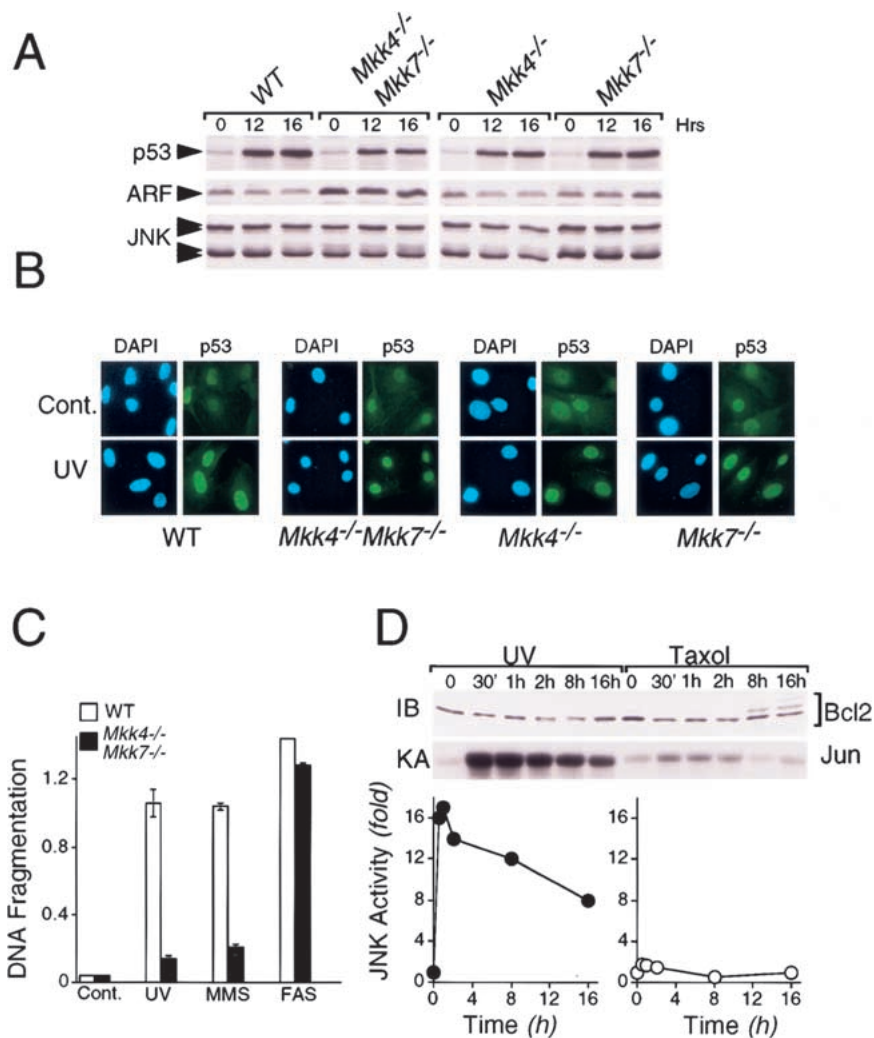 A
WT
Mkk4-/-
Mkk7-/-
Mkk4-/-
Mkk7-/-
0 12 16 0 12 16 0 12 16 0 12 16 Hrs
p53
ARF
JNK
B
DAPI p53 DAPI p53 DAPI p53 DAPI p53
Cont.
UV
WT Mkk4-/-Mkk7-/- Mkk4-/- Mkk7-/-
C
WT
Mkk4-/-
Mkk7-/-
DNA Fragmentation
1.2
0.8
0.4
0
Cont. UV MMS FAS
D
UV Taxol
0 30' 1h 2h 8h 16h 0 30' 1h 2h 8h 16h
IB Bcl2
KA Jun
JNK Activity (fold)
16 16
12 12
8 8
4 4
0 0
0 4 8 12 16 0 4 8 12 16
Time (h) Time (h)